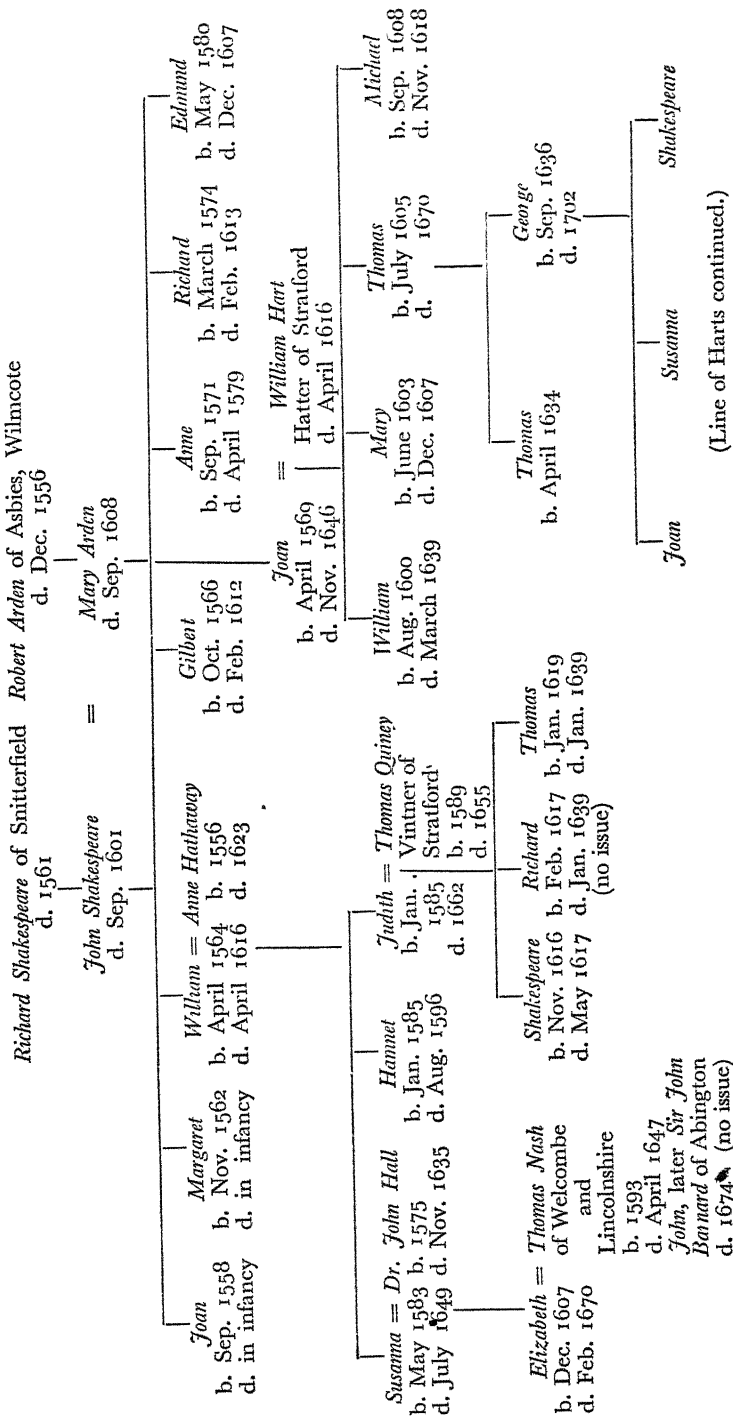 Richard Shakespeare of Snitterfield Robert Arden of Asbies, Wilmcote
d. 1561 d. Dec. 1556
John Shakespeare = Mary Arden
d. Sep. 1601 d. Sep. 1608
Joan
b. Sep. 1558
d. in infancy
Margaret
b. Nov. 1562
d. in infancy
William = Anne Hathaway
b. April 1564 b. 1556
d. April 1616 d. 1623
Gilbert
b. Oct. 1566
d. Feb. 1612
Anne
b. Sep. 1571
d. April 1579
Richard
b. March 1574
d. Feb. 1613
Edmund
b. May 1580
d. Dec. 1607
Joan = William Hart
b. April 1569 Hatter of Stratford
d. Nov. 1646 d. April 1616
Susanna = Dr. John Hall
b. May 1583 b. 1575
d. July 1649 d. Nov. 1635
Hamnet
b. Jan. 1585
d. Aug. 1596
Judith = Thomas Quiney
b. Jan. Vintner of
1585 Stratford
d. 1662 b. 1589
d. 1655
William
b. Aug. 1600
d. March 1639
Mary
b. June 1603
d. Dec. 1607
Thomas
b. July 1605
d. 1670
Michael
b. Sep. 1608
d. Nov. 1618
Elizabeth = Thomas Nash
b. Dec. 1607 of Welcombe
d. Feb. 1670 and
Lincolnshire
b. 1593
d. April 1647
John, later Sir John
Barnard of Abington
d. 1674 (no issue)
Shakespeare
b. Nov. 1616
d. May 1617
Richard
b. Feb. 1617
d. Jan. 1639
(no issue)
Thomas
b. Jan. 1619
d. Jan. 1639
Thomas
b. April 1634
George
b. Sep. 1636
d. 1702
Joan Susanna Shakespeare
(Line of Harts continued.)